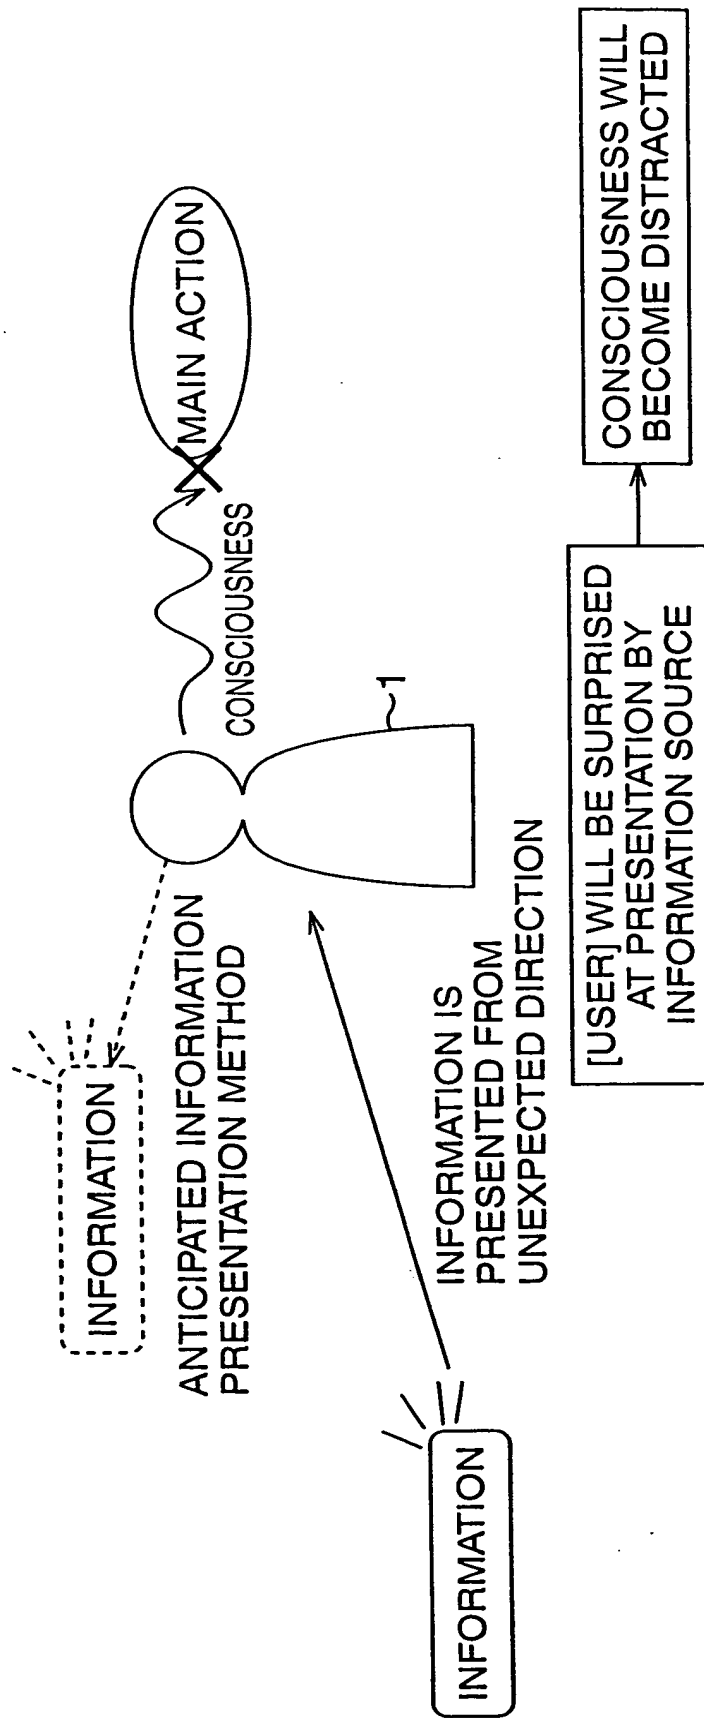 INFORMATION
ANTICIPATED INFORMATION
PRESENTATION METHOD
CONSCIOUSNESS
MAIN ACTION
1
INFORMATION
INFORMATION IS
PRESENTED FROM
UNEXPECTED DIRECTION
[USER] WILL BE SURPRISED
AT PRESENTATION BY
INFORMATION SOURCE
CONSCIOUSNESS WILL
BECOME DISTRACTED